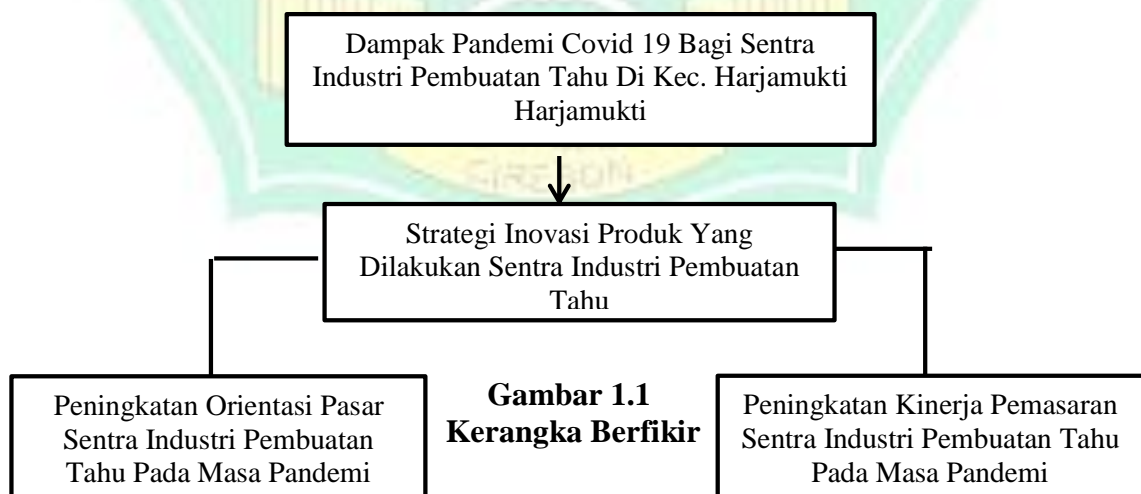 Dampak Pandemi Covid 19 Bagi Sentra
Industri Pembuatan Tahu Di Kec. Harjamukti
Harjamukti
CIREBON
Strategi Inovasi Produk Yang
Dilakukan Sentra Industri Pembuatan
Tahu
Peningkatan Orientasi Pasar
Sentra Industri Pembuatan
Tahu Pada Masa Pandemi
Gambar 1.1
Kerangka Berfikir
Peningkatan Kinerja Pemasaran
Sentra Industri Pembuatan Tahu
Pada Masa Pandemi